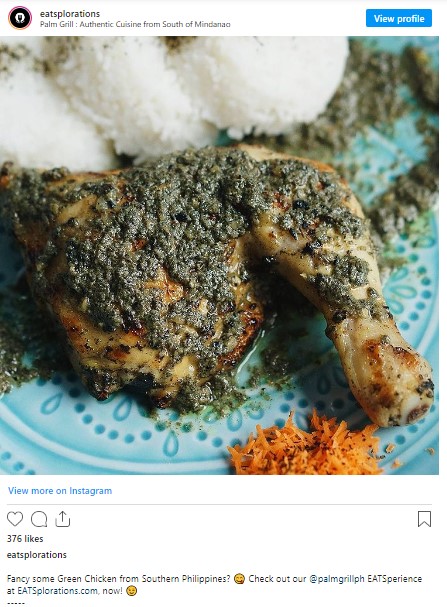 eatsplorations
Palm Grill : Authentic Cuisine from South of Mindanao
View profile
View more on Instagram
376 likes
eatsplorations
Fancy some Green Chicken from Southern Philippines? 😋 Check out our @palmgrillph EATSperience
at EATSplorations.com, now! 😉
-----